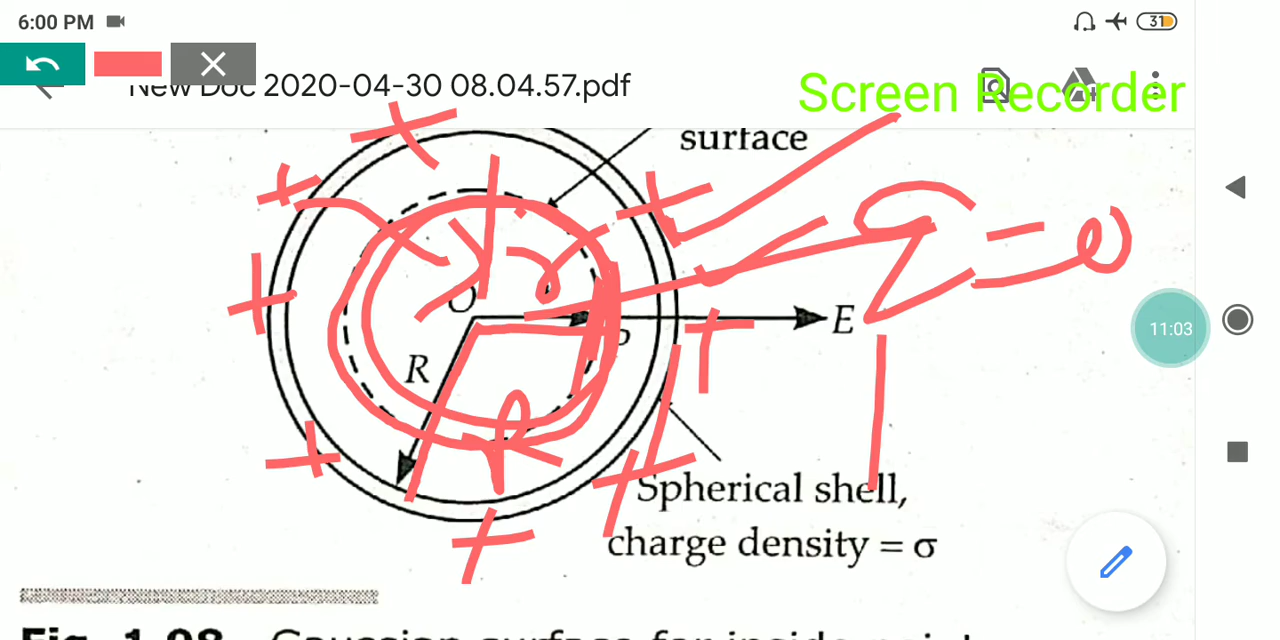 6:00 PM
31
New Doc 2020-04-30 08.04.57.pdf
Screen Recorder
surface
q = 0
O
r
E
P
11:03
R
R
Spherical shell,
charge density = σ
Fig. 1.98 Gaussian surface for inside point